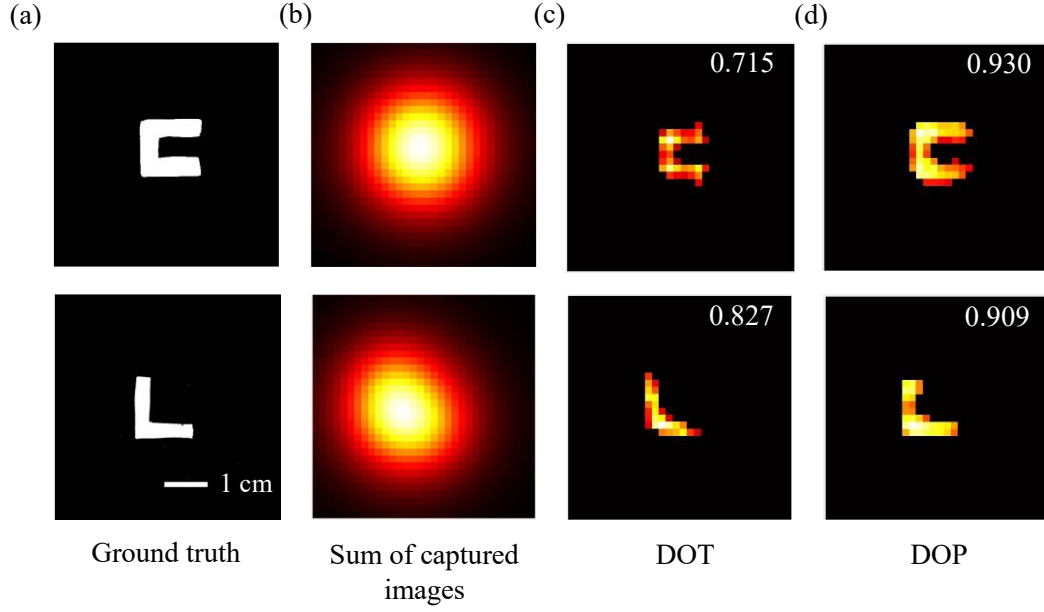 (a)
(b)
(c)
(d)
0.715
0.930
0.827
0.909
1 cm
Ground truth
Sum of captured
images
DOT
DOP